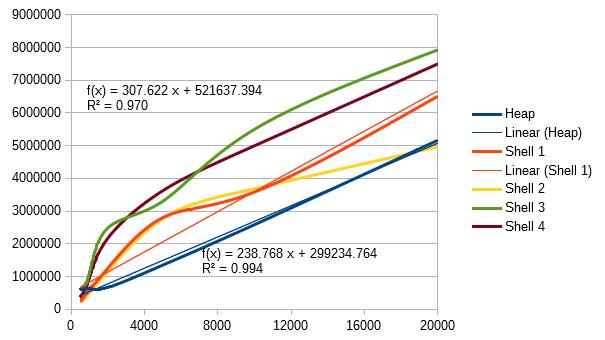 9000000
8000000
7000000
6000000
5000000
4000000
3000000
2000000
1000000
0
f(x) = 307.622 x + 521637.394
R² = 0.970
f(x) = 238.768 x + 299234.764
R² = 0.994
0 4000 8000 12000 16000 20000
Heap
Linear (Heap)
Shell 1
Linear (Shell 1)
Shell 2
Shell 3
Shell 4